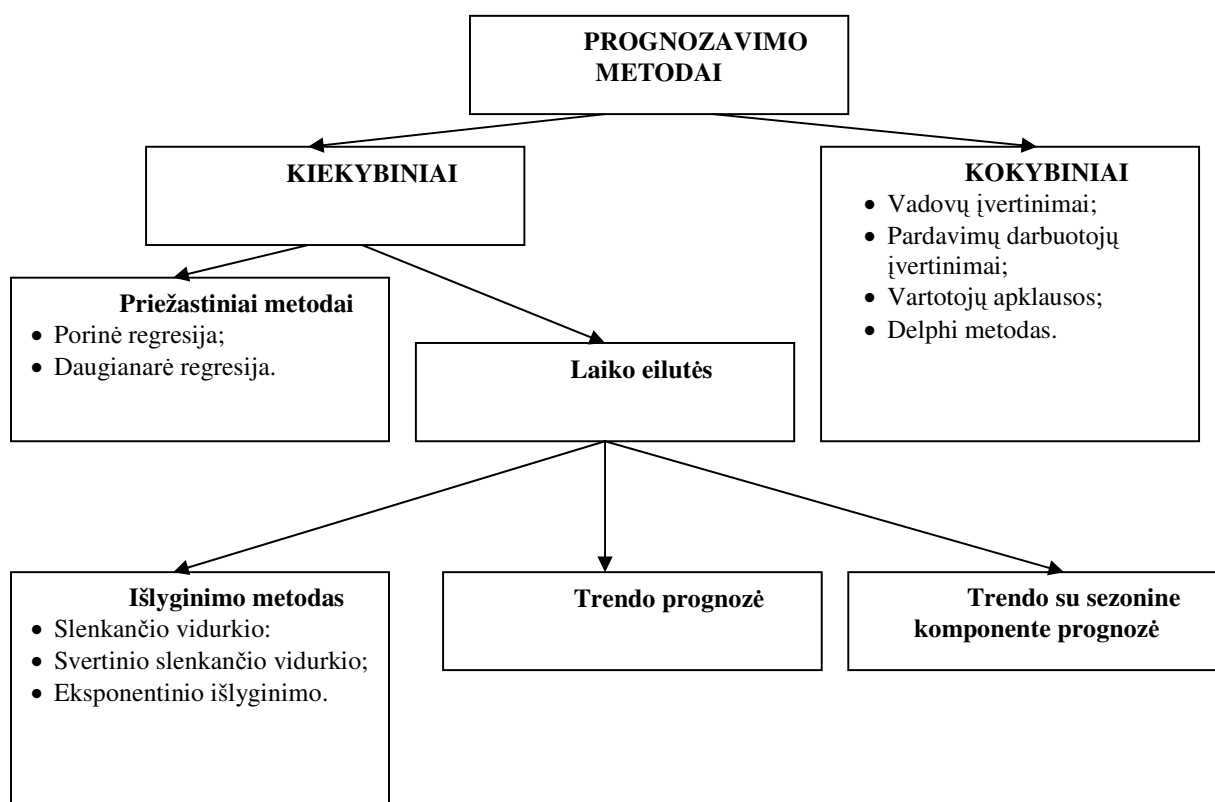 PROGNOZAVIMO
METODAI
KIEKYBINIAI
KOKYBINIAI
• Vadovų įvertinimai;
• Pardavimų darbuotojų
įvertinimai;
• Vartotojų apklausos;
• Delphi metodas.
Priežastiniai metodai
• Porinė regresija;
• Daugianarė regresija.
Laiko eilutės
Išlyginimo metodas
• Slenkančio vidurkio:
• Svertinio slenkančio vidurkio;
• Eksponentinio išlyginimo.
Trendo prognozė
Trendo su sezonine
komponente prognozė